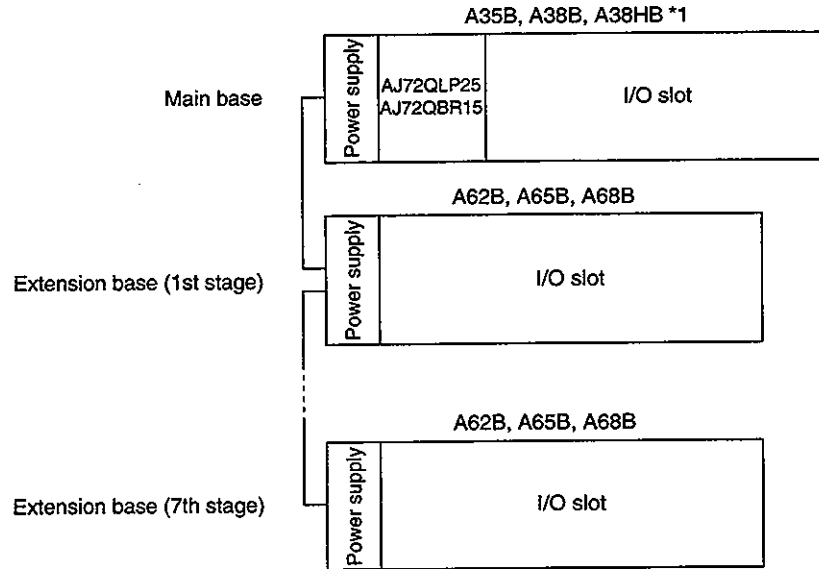 A35B, A38B, A38HB *1
Main base
Power supply
AJ72QLP25
AJ72QBR15
I/O slot
A62B, A65B, A68B
Extension base (1st stage)
Power supply
I/O slot
A62B, A65B, A68B
Extension base (7th stage)
Power supply
I/O slot